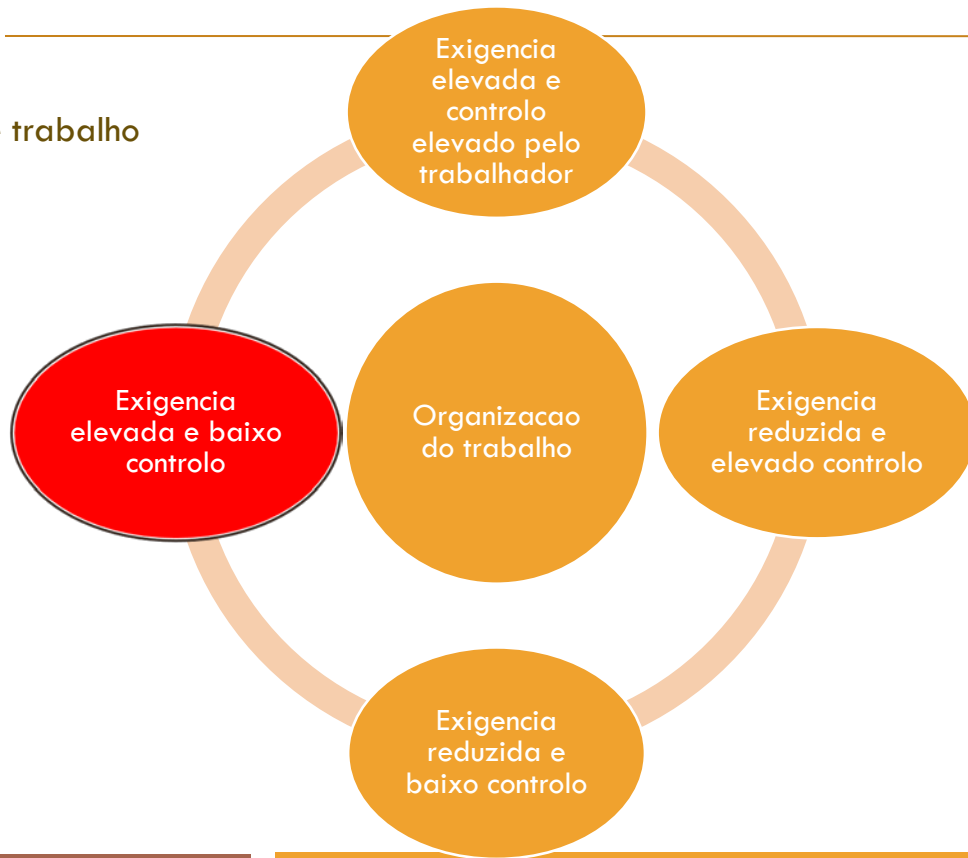 trabalho
Exigencia
elevada e
controlo
elevado pelo
trabalhador
Exigencia
elevada e baixo
controlo
Organizacao
do trabalho
Exigencia
reduzida e
elevado controlo
Exigencia
reduzida e
baixo controlo